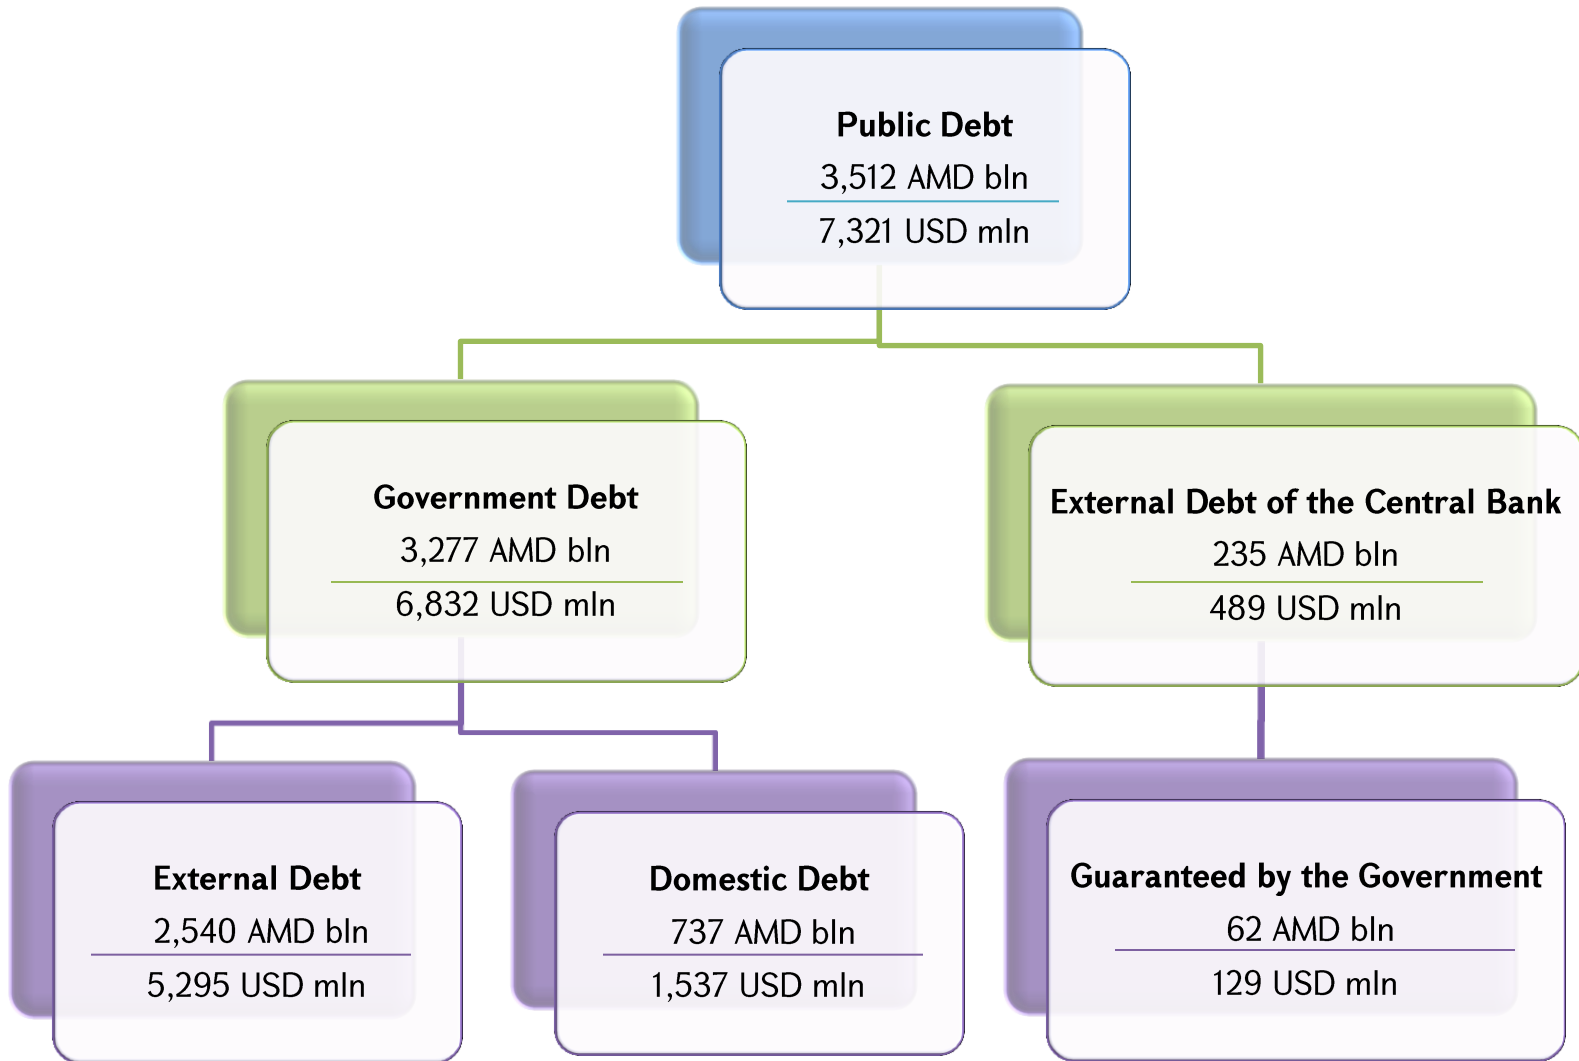 Public Debt
3,512 AMD bln
7,321 USD mln
Government Debt
3,277 AMD bln
6,832 USD mln
External Debt of the Central Bank
235 AMD bln
489 USD mln
External Debt
2,540 AMD bln
5,295 USD mln
Domestic Debt
737 AMD bln
1,537 USD mln
Guaranteed by the Government
62 AMD bln
129 USD mln